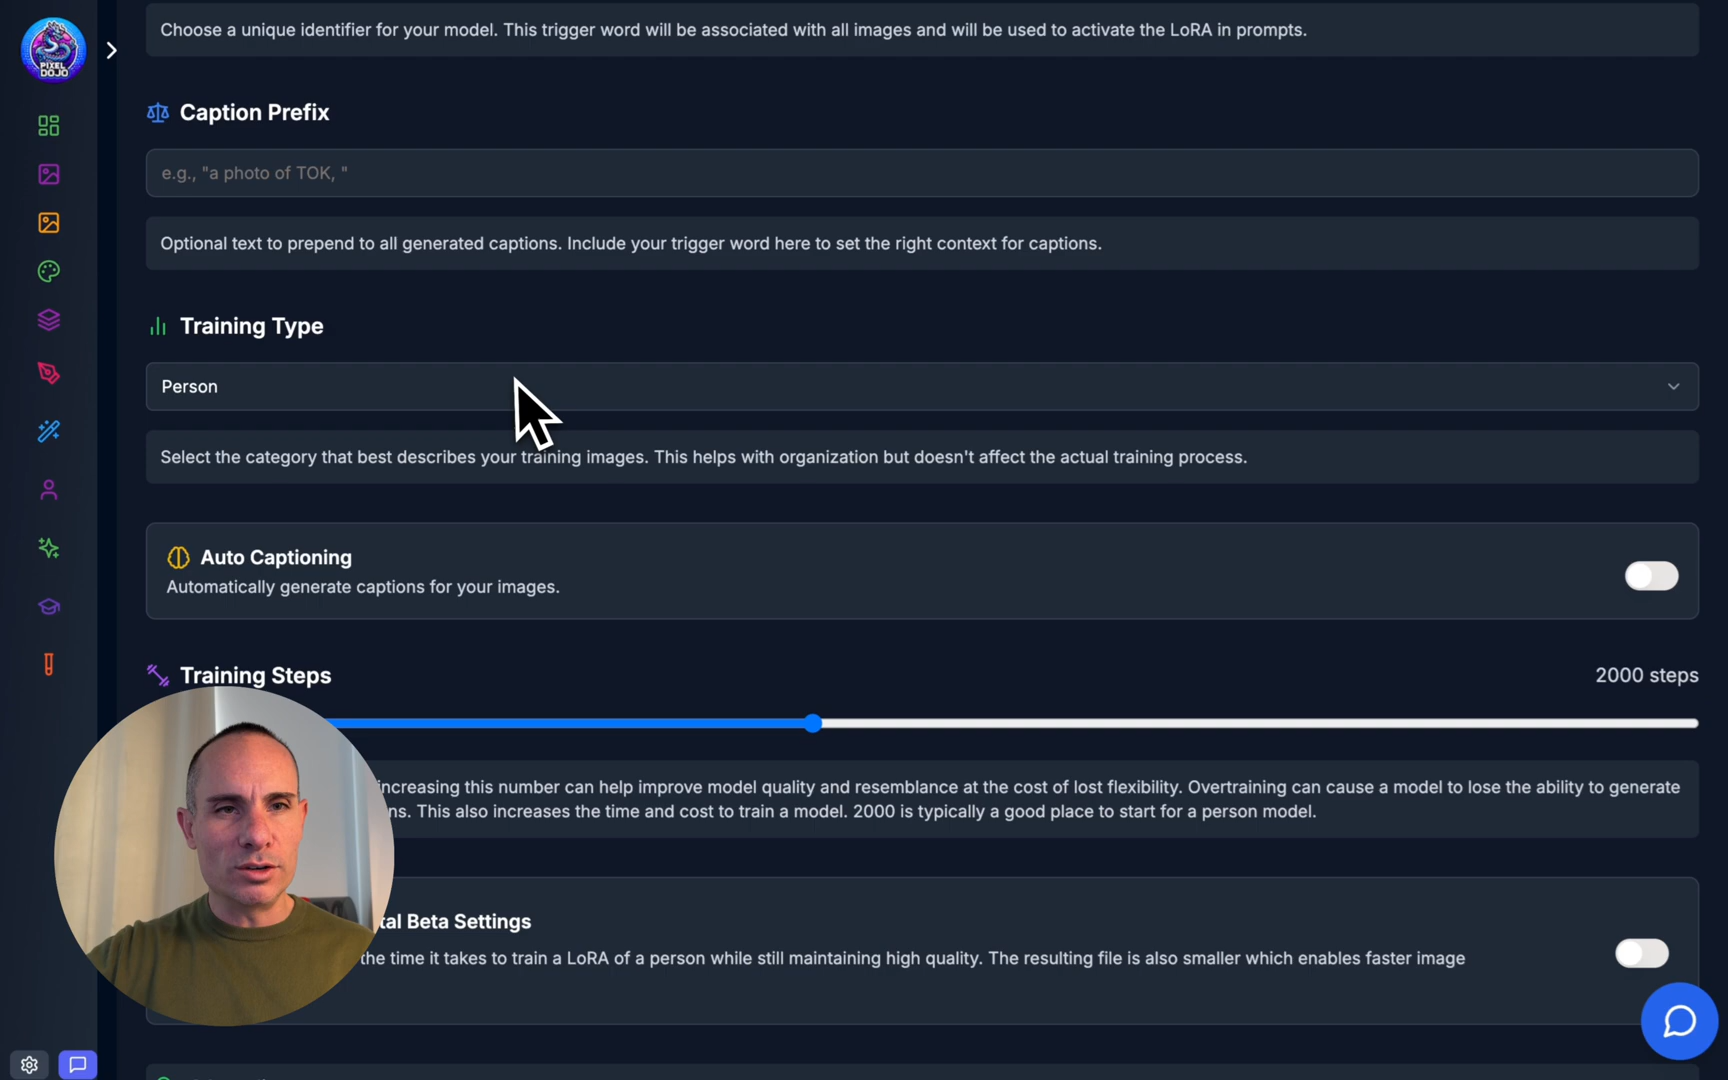 PIXEL
DOJO
Choose a unique identifier for your model. This trigger word will be associated with all images and will be used to activate the LoRA in prompts.
Caption Prefix
e.g., "a photo of TOK, "
Optional text to prepend to all generated captions. Include your trigger word here to set the right context for captions.
Training Type
Person
Select the category that best describes your training images. This helps with organization but doesn't affect the actual training process.
Auto Captioning
Automatically generate captions for your images.
Training Steps
2000 steps
increasing this number can help improve model quality and resemblance at the cost of lost flexibility. Overtraining can cause a model to lose the ability to generate
ns. This also increases the time and cost to train a model. 2000 is typically a good place to start for a person model.
tal Beta Settings
the time it takes to train a LoRA of a person while still maintaining high quality. The resulting file is also smaller which enables faster image